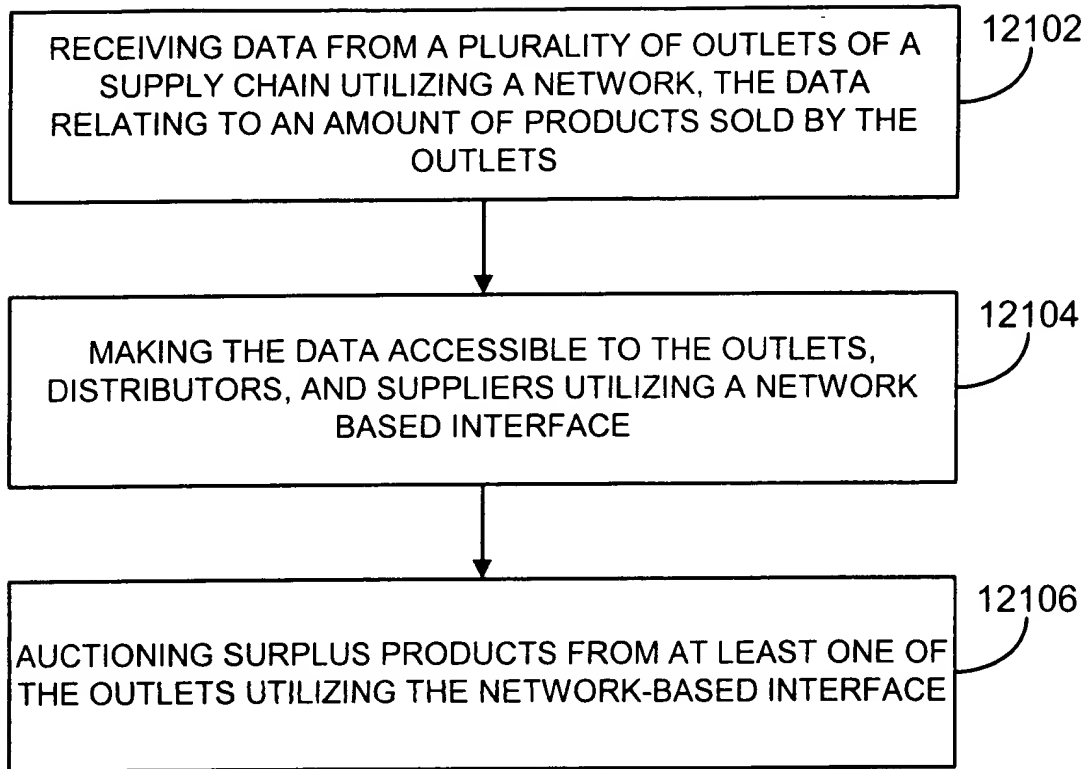 RECEIVING DATA FROM A PLURALITY OF OUTLETS OF A
SUPPLY CHAIN UTILIZING A NETWORK, THE DATA
RELATING TO AN AMOUNT OF PRODUCTS SOLD BY THE
OUTLETS
12102
MAKING THE DATA ACCESSIBLE TO THE OUTLETS,
DISTRIBUTORS, AND SUPPLIERS UTILIZING A NETWORK
BASED INTERFACE
12104
AUCTIONING SURPLUS PRODUCTS FROM AT LEAST ONE OF
THE OUTLETS UTILIZING THE NETWORK-BASED INTERFACE
12106